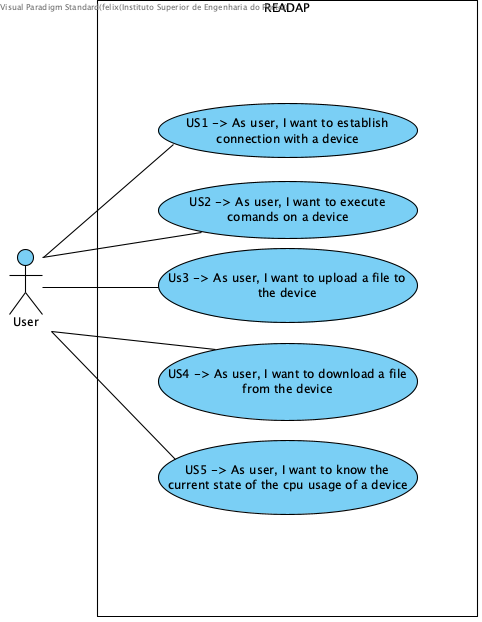 Visual Paradigm Standard(felix(Instituto Superior de Engenharia do
READAP
US1 -> As user, I want to establish
connection with a device
US2 -> As user, I want to execute
comands on a device
Us3 -> As user, I want to upload a file to
the device
User
US4 -> As user, I want to download a file
from the device
US5 -> As user, I want to know the
current state of the cpu usage of a device